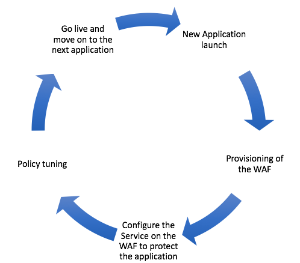 Go live and
move on to the
next application
New Application
launch
Provisioning of
the WAF
Configure the
Service on the
WAF to protect
the application
Policy tuning